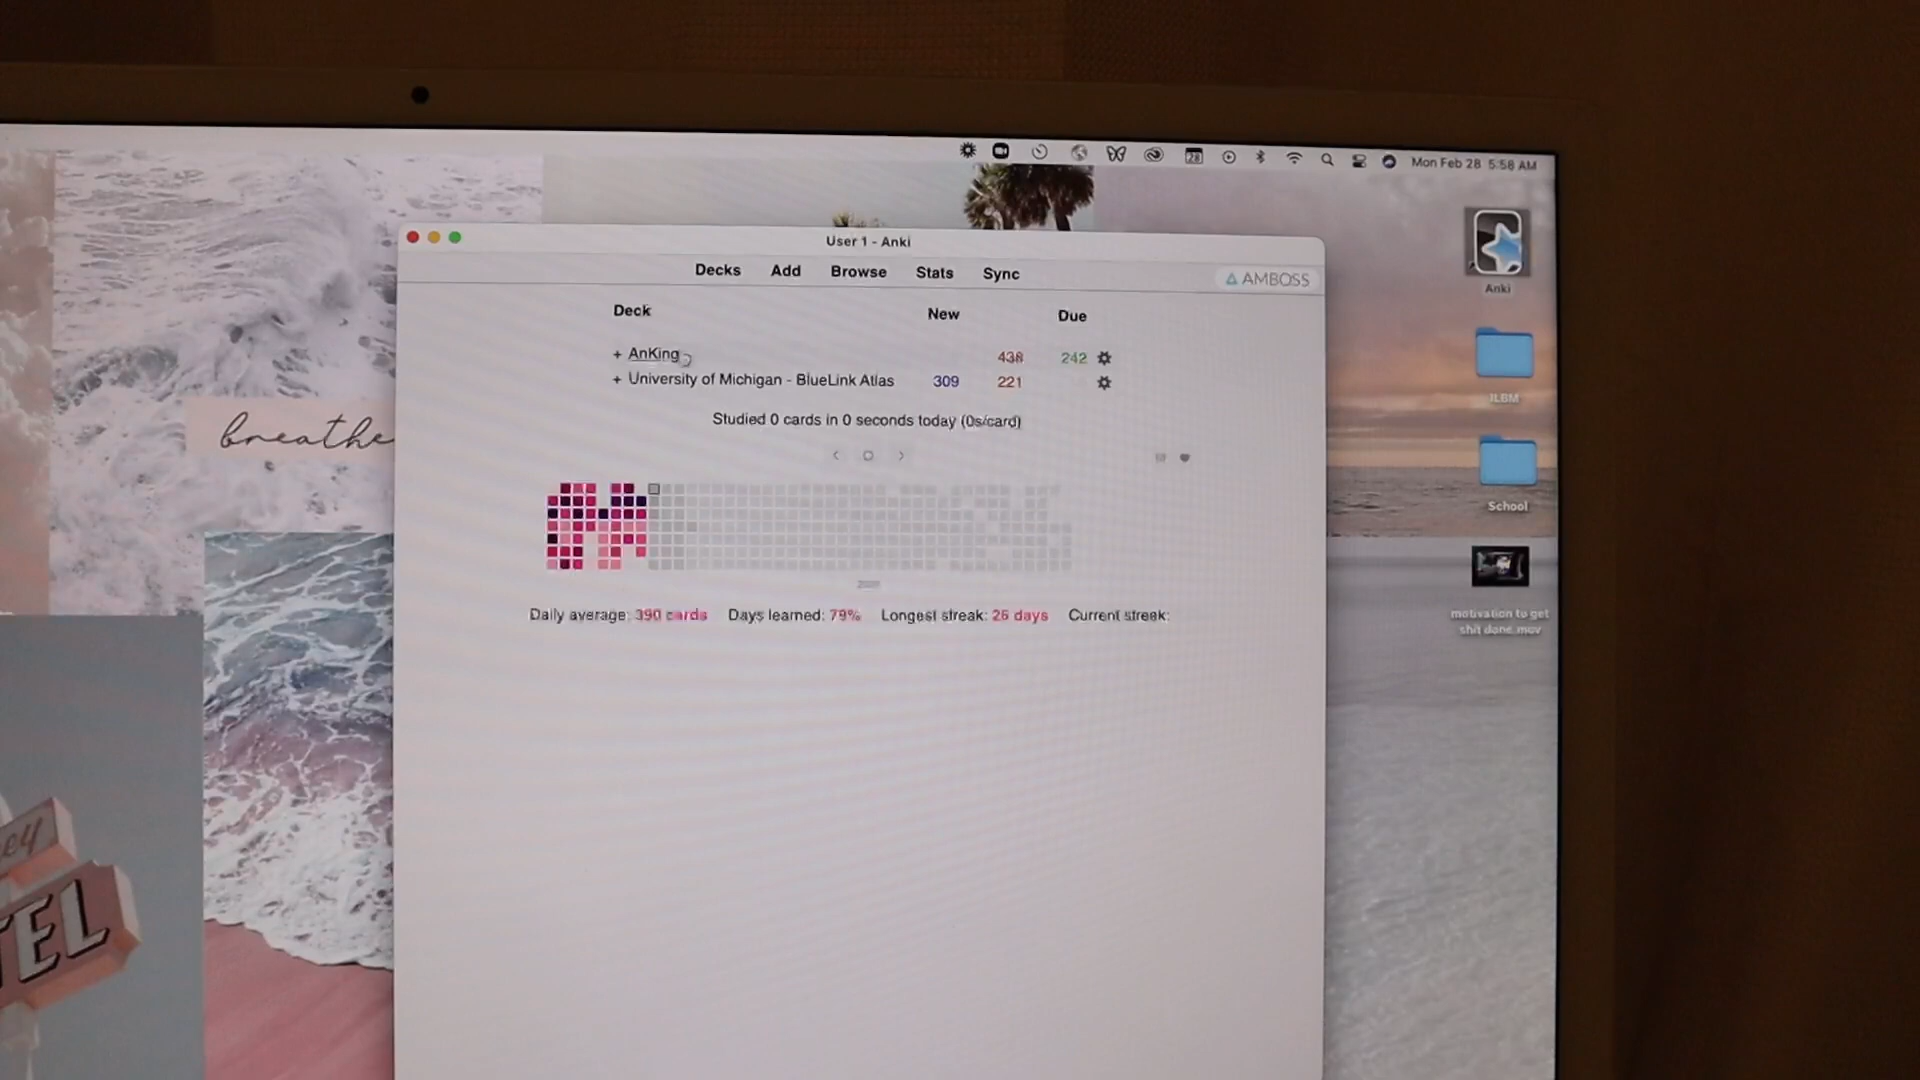 Mon Feb 28 5:58 AM
User 1 - Anki
Decks Add Browse Stats Sync
AMBOSS
Anki
Deck New Due
+ AnKing 438 242
+ University of Michigan - BlueLink Atlas 309 221
Studied 0 cards in 0 seconds today (0s/card)
breathe
School
motivation to get
shit done.mov
Daily average: 390 cards Days learned: 79% Longest streak: 26 days Current streak:
TEL